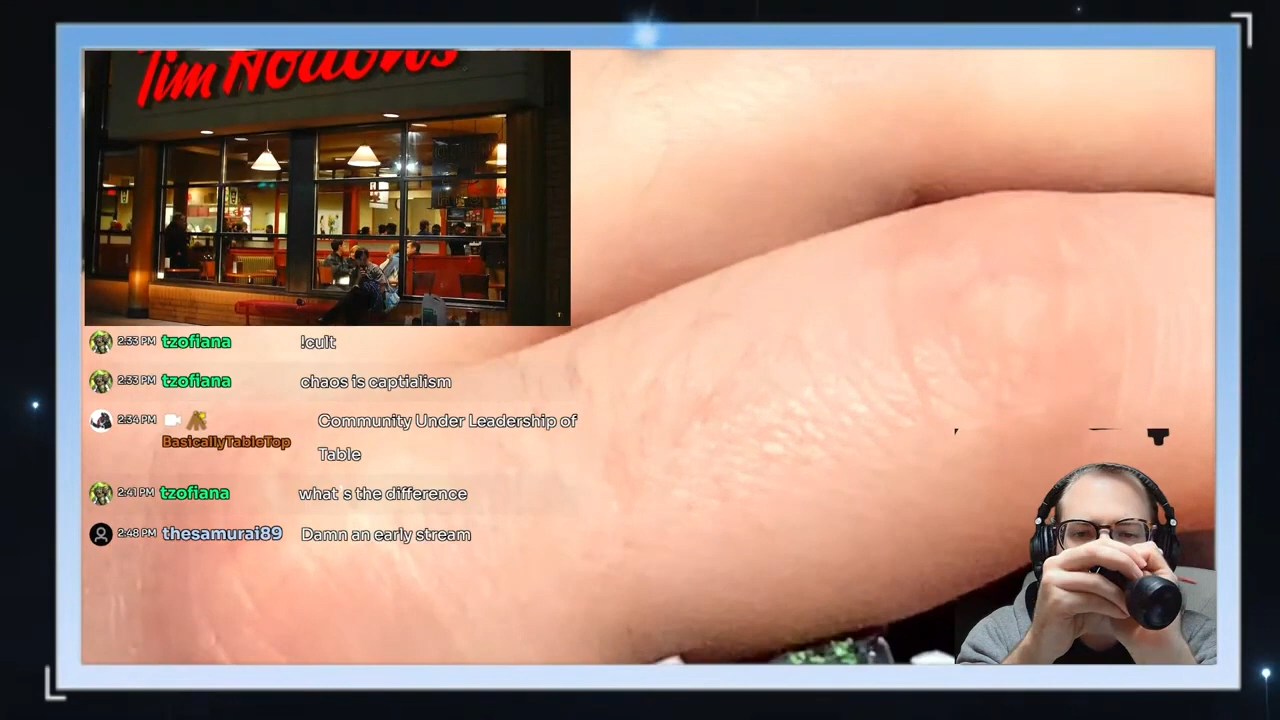 Tim Hortons
2:33 PM tzofiana !cult
2:33 PM tzofiana chaos is captialism
2:34 PM BasicallyTableTop Community Under Leadership of
Table
2:41 PM tzofiana what s the difference
2:48 PM thesamurai89 Damn an early stream